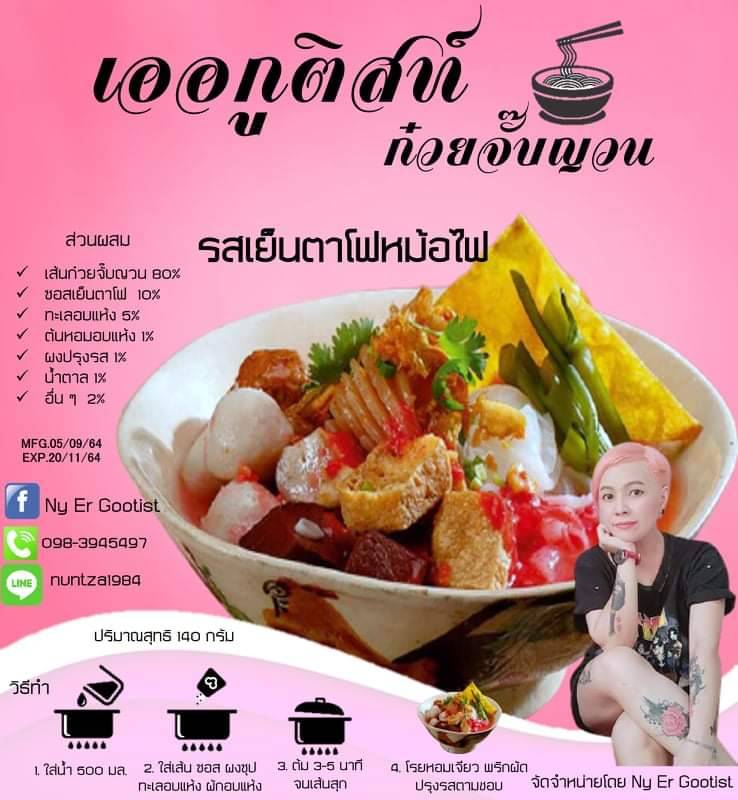 เออกูติสท์
ก๋วยจั๊บญวน
รสเย็นตาโฟหม้อไฟ
ส่วนผสม
✓ เส้นก๋วยจั๊บญวน 80%
✓ ซอสเย็นตาโฟ 10%
✓ ทะเลอบแห้ง 5%
✓ ต้นหอมอบแห้ง 1%
✓ ผงปรุงรส 1%
✓ น้ำตาล 1%
✓ อื่น ๆ 2%
MFG.05/09/64
EXP.20/11/64
Ny Er Gootist
098-3945497
LINE nuntza1984
ปริมาณสุทธิ 140 กรัม
วิธีทำ
1. ใส่น้ำ 500 มล.
2. ใส่เส้น ซอส ผงซุป
ทะเลอบแห้ง ผักอบแห้ง
3. ต้ม 3-5 นาที
จนเส้นสุก
4. โรยหอมเจียว พริกผัด
ปรุงรสตามชอบ
จัดจำหน่ายโดย Ny Er Gootist